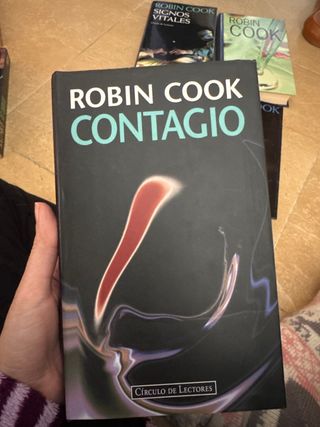 ROBIN COOK
SIGNOS
VITALES
ROBIN
COOK
ROBIN COOK
CONTAGIO
CÍRCULO DE LECTORES